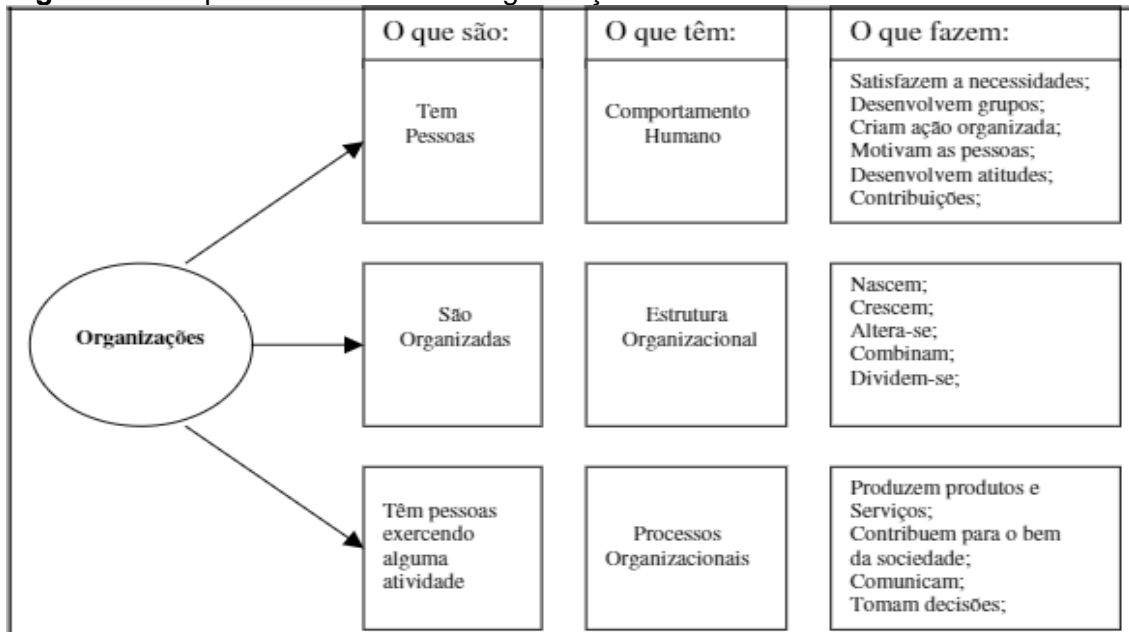 O que são:
O que têm:
O que fazem:
Tem
Pessoas
Comportamento
Humano
Satisfazem a necessidades;
Desenvolvem grupos;
Criam ação organizada;
Motivam as pessoas;
Desenvolvem atitudes;
Contribuições;
Organizações
São
Organizadas
Estrutura
Organizacional
Nascem;
Crescem;
Altera-se;
Combinam;
Dividem-se;
Têm pessoas
exercendo
alguma
atividade
Processos
Organizacionais
Produzem produtos e
Serviços;
Contribuem para o bem
da sociedade;
Comunicam;
Tomam decisões;